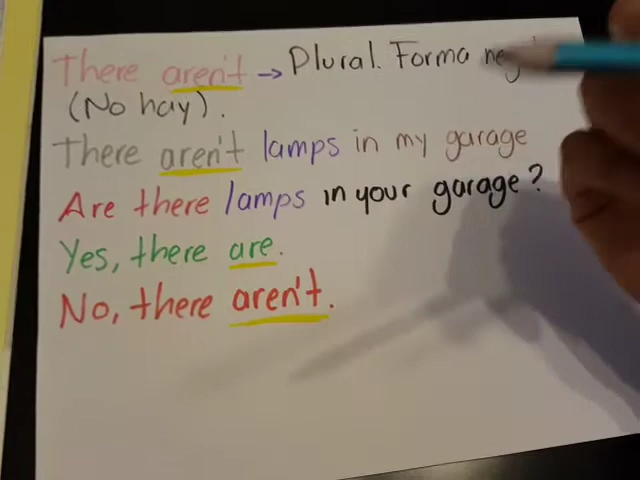 There aren't → Plural. Forma
(No hay).
There aren't lamps in my garage
Are there lamps in your garage?
Yes, there are.
No, there aren't.